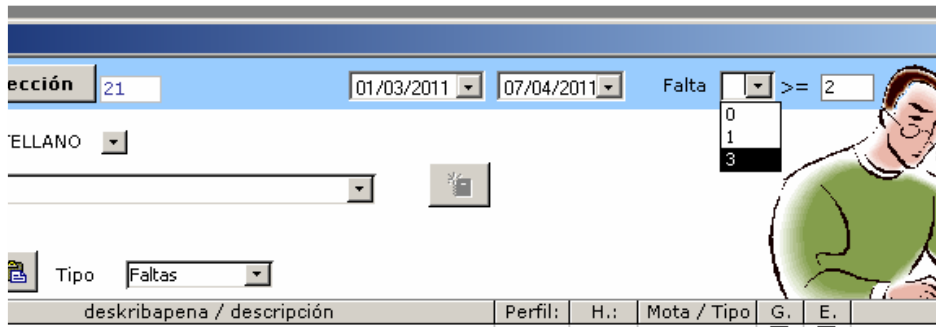 ección 21 01/03/2011 07/04/2011 Falta >= 2
0
1
3
TELLANO
Tipo Faltas
deskribapena / descripción Perfil: H.: Mota / Tipo G. E.